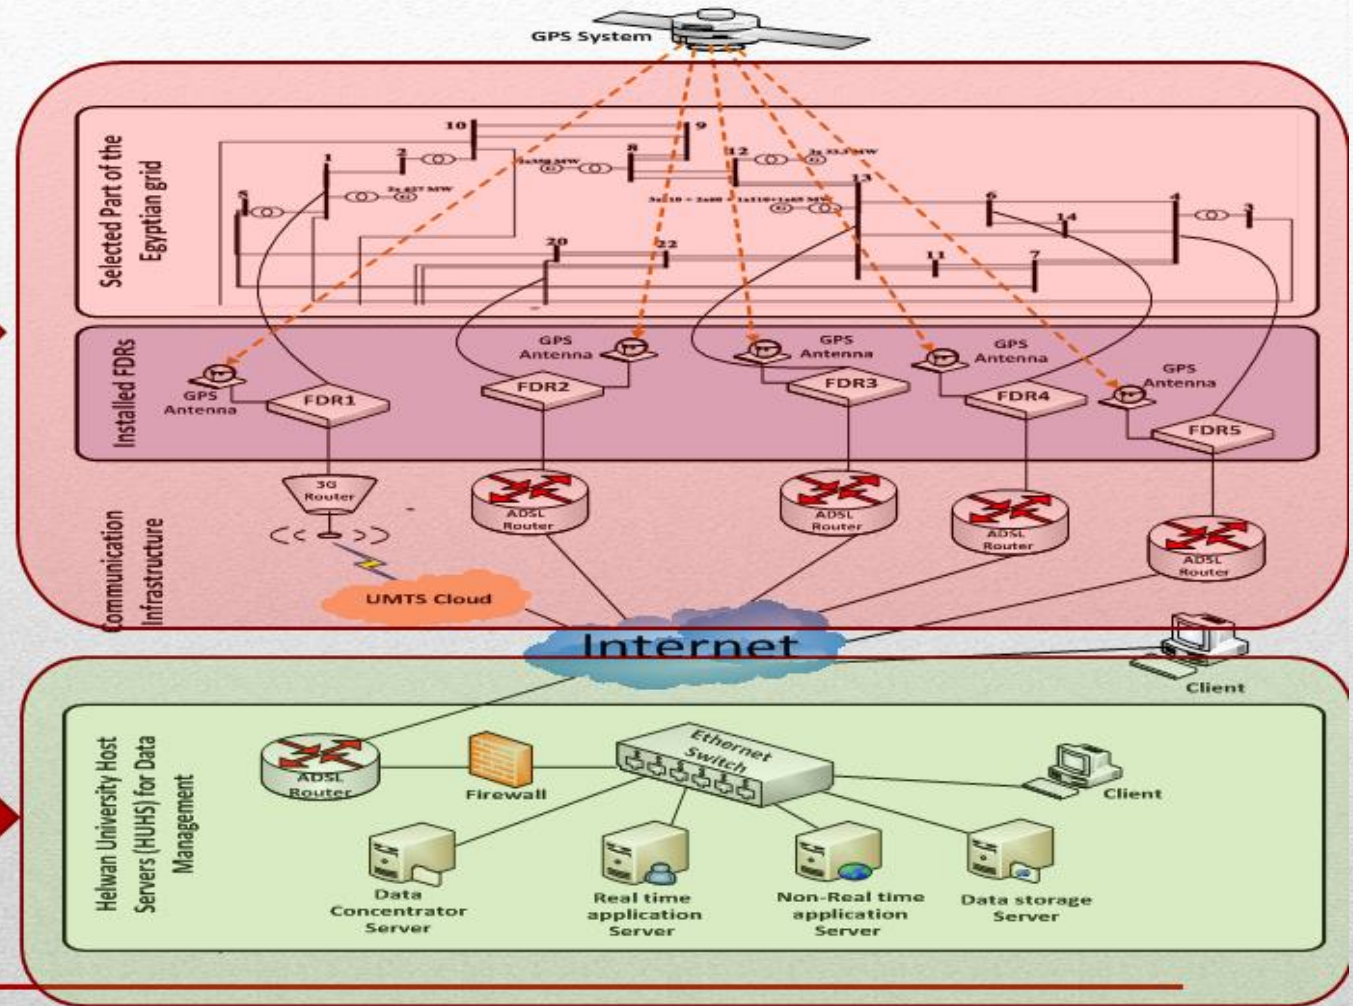 GPS System
Selected Part of the
Egyptian grid
10
9
1
2
8
12
13
6
4
3
14
20
22
11
7
2x 627 MW
Installed FDRs
GPS
Antenna
FDR1
GPS
Antenna
FDR2
GPS
Antenna
FDR3
GPS
Antenna
FDR4
GPS
Antenna
FDR5
Communication
Infrastructure
3G
Router
ADSL
Router
ADSL
Router
ADSL
Router
ADSL
Router
UMTS Cloud
Internet
Client
Helwan University Host
Servers (HUHS) for Data
Management
ADSL
Router
Firewall
Ethernet
Switch
Client
Data
Concentrator
Server
Real time
application
Server
Non-Real time
application
Server
Data storage
Server